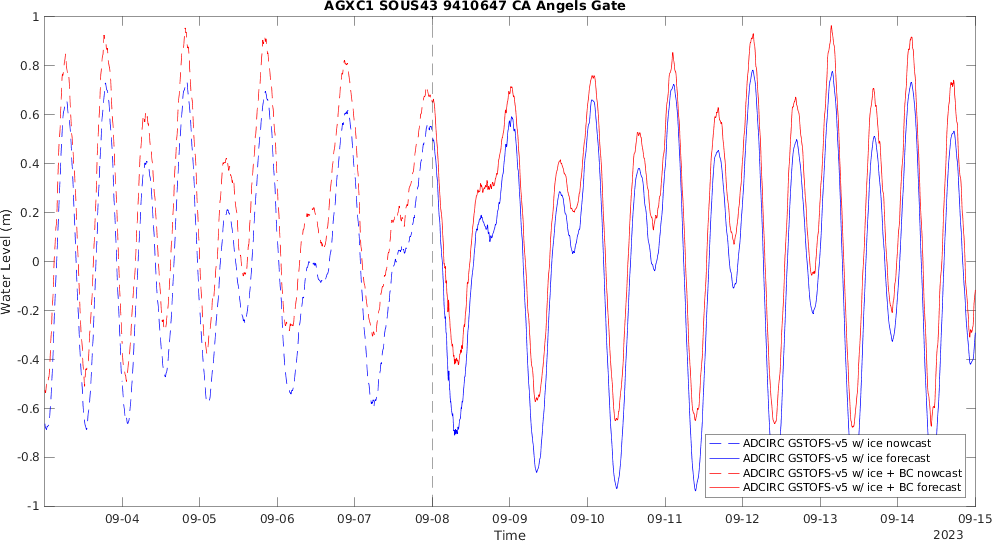 AGXC1 SOUS43 9410647 CA Angels Gate
1
0.8
0.6
0.4
0.2
0
-0.2
-0.4
-0.6
-0.8
-1
Water Level (m)
ADCIRC GSTOFS-v5 w/ ice nowcast
ADCIRC GSTOFS-v5 w/ ice forecast
ADCIRC GSTOFS-v5 w/ ice + BC nowcast
ADCIRC GSTOFS-v5 w/ ice + BC forecast
09-04 09-05 09-06 09-07 09-08 09-09 09-10 09-11 09-12 09-13 09-14 09-15
Time
2023